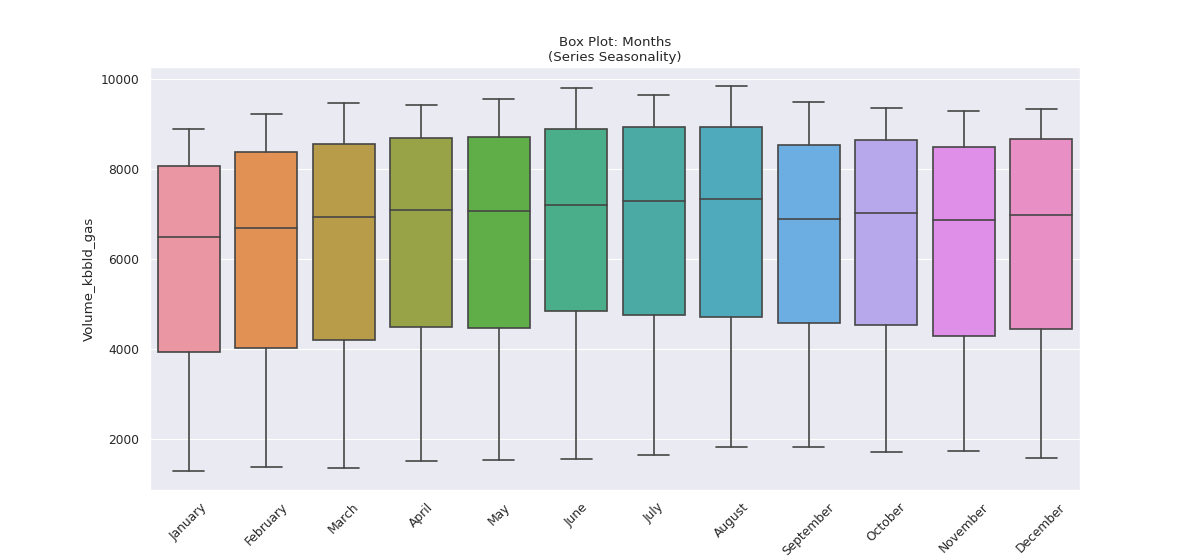 Box Plot: Months
(Series Seasonality)
10000
8000
6000
4000
2000
Volume_kbbld_gas
January
February
March
April
May
June
July
August
September
October
November
December